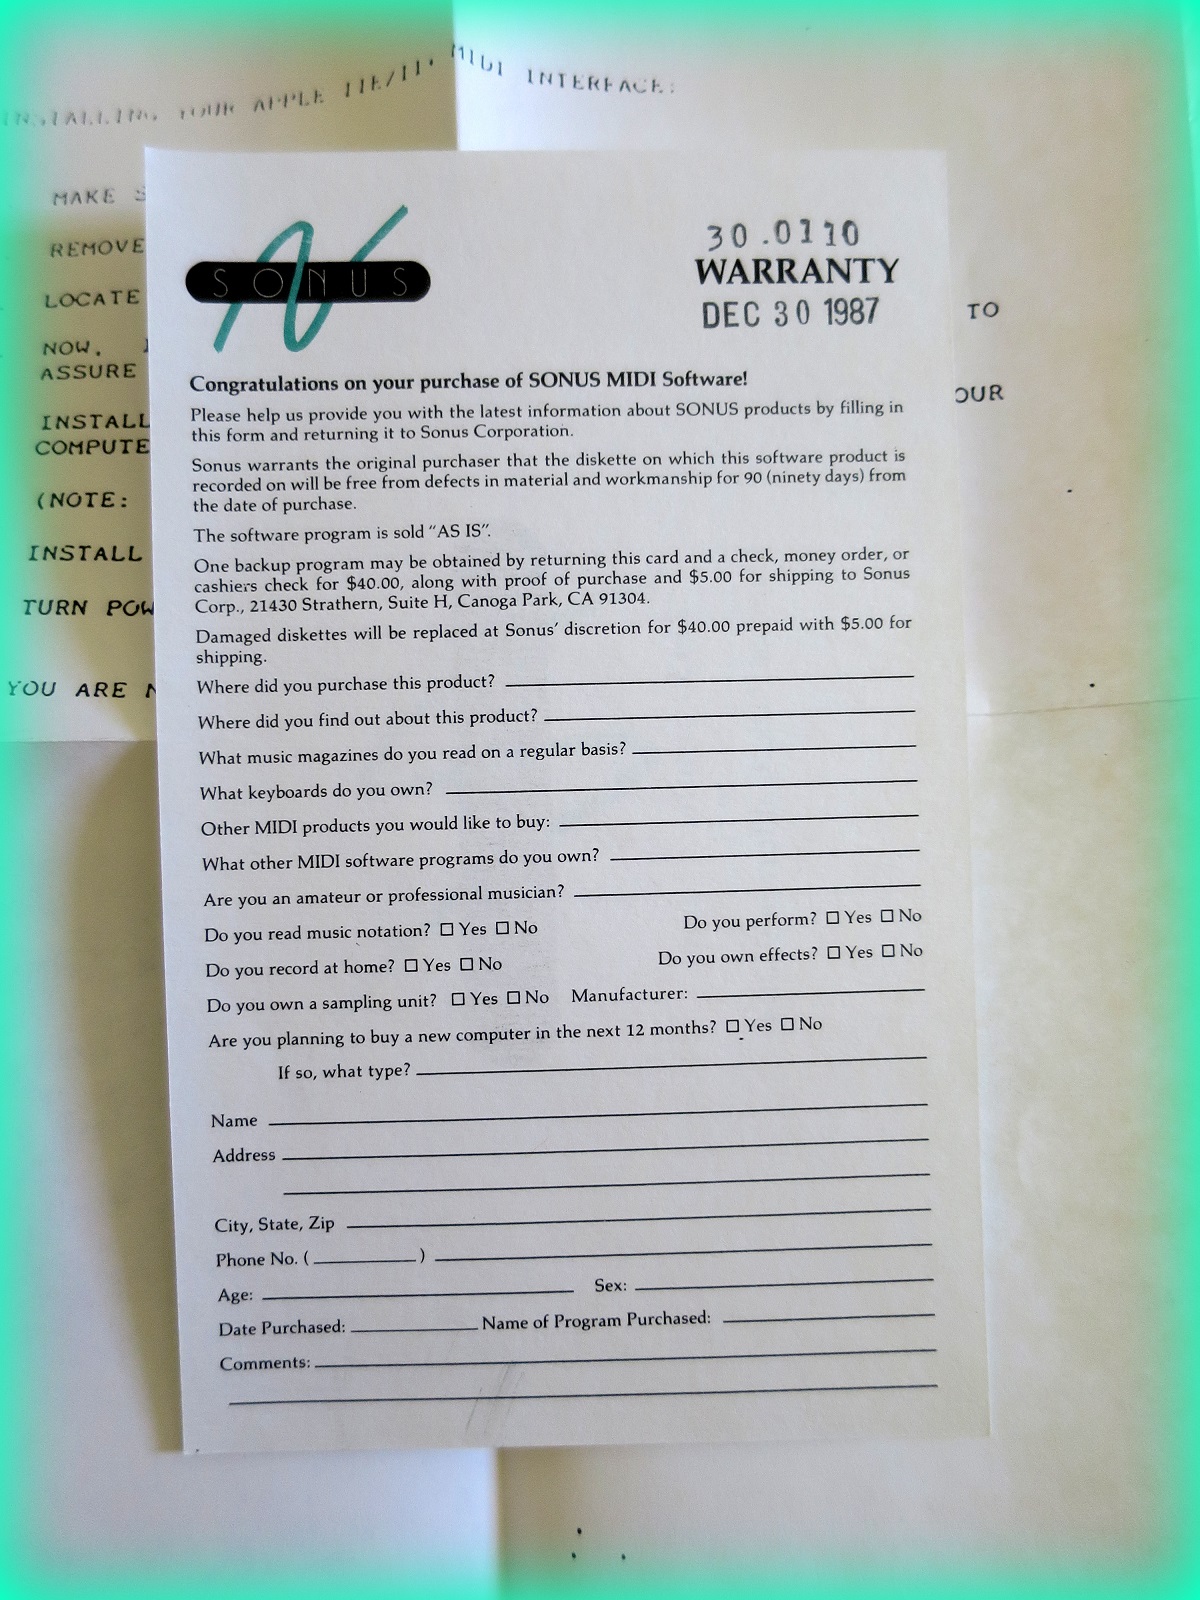 INSTALLING YOUR APPLE IIE/II+ MIDI INTERFACE:
MAKE
REMOVE
LOCATE
TO
NOW,
ASSURE
OUR
INSTALL
COMPUTE
(NOTE:
INSTALL
TURN POW
YOU ARE
SONUS
30.0110
WARRANTY
DEC 30 1987
Congratulations on your purchase of SONUS MIDI Software!
Please help us provide you with the latest information about SONUS products by filling in
this form and returning it to Sonus Corporation.
Sonus warrants the original purchaser that the diskette on which this software product is
recorded on will be free from defects in material and workmanship for 90 (ninety days) from
the date of purchase.
The software program is sold "AS IS".
One backup program may be obtained by returning this card and a check, money order, or
cashiers check for $40.00, along with proof of purchase and $5.00 for shipping to Sonus
Corp., 21430 Strathern, Suite H, Canoga Park, CA 91304.
Damaged diskettes will be replaced at Sonus' discretion for $40.00 prepaid with $5.00 for
shipping.
Where did you purchase this product?
Where did you find out about this product?
What music magazines do you read on a regular basis?
What keyboards do you own?
Other MIDI products you would like to buy:
What other MIDI software programs do you own?
Are you an amateur or professional musician?
Do you read music notation? □ Yes □ No Do you perform? □ Yes □ No
Do you record at home? □ Yes □ No Do you own effects? □ Yes □ No
Do you own a sampling unit? □ Yes □ No Manufacturer:
Are you planning to buy a new computer in the next 12 months? □ Yes □ No
If so, what type?
Name
Address
City, State, Zip
Phone No. ( )
Age: Sex:
Date Purchased: Name of Program Purchased:
Comments: